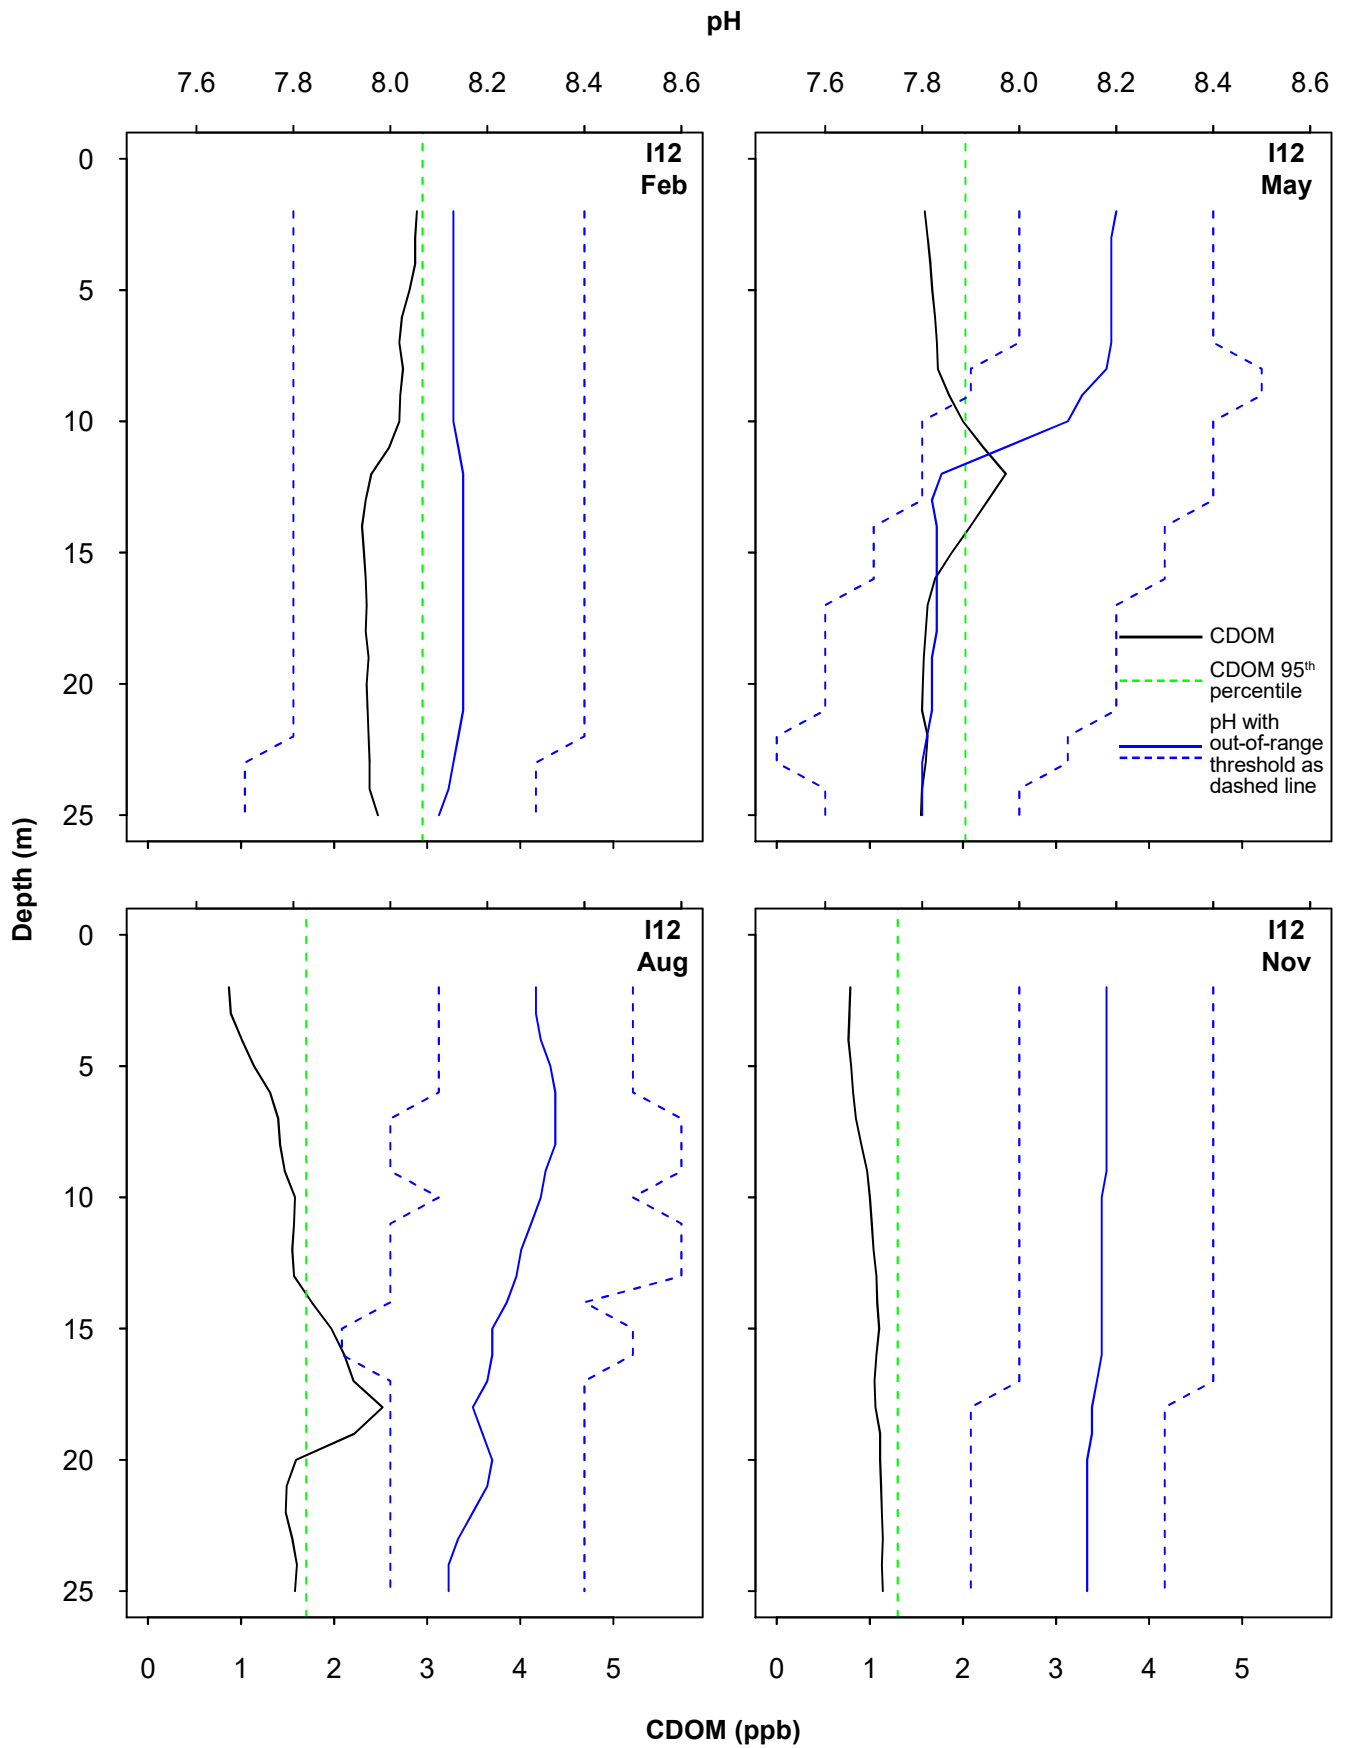 pH
7.6 7.8 8.0 8.2 8.4 8.6
7.6 7.8 8.0 8.2 8.4 8.6
I12
Feb
I12
May
0
5
10
15
20
25
CDOM
CDOM 95th
percentile
pH with
out-of-range
threshold as
dashed line
Depth (m)
I12
Aug
I12
Nov
0
5
10
15
20
25
0 1 2 3 4 5
0 1 2 3 4 5
CDOM (ppb)